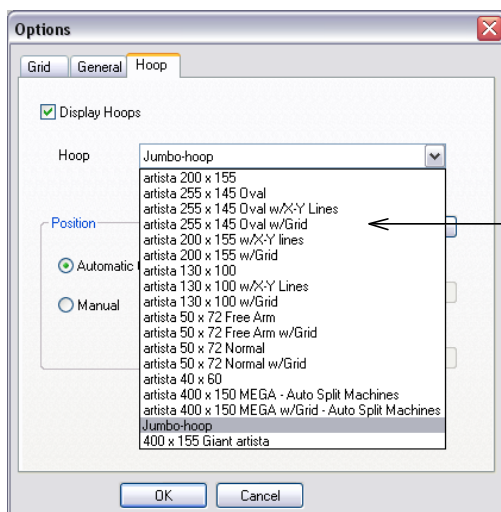 Options
Grid General Hoop
Display Hoops
Hoop Jumbo-hoop
artista 200 x 155
artista 255 x 145 Oval
artista 255 x 145 Oval w/X-Y Lines
artista 255 x 145 Oval w/Grid
artista 200 x 155 w/X-Y lines
artista 200 x 155 w/Grid
artista 130 x 100
artista 130 x 100 w/X-Y Lines
artista 130 x 100 w/Grid
artista 50 x 72 Free Arm
artista 50 x 72 Free Arm w/Grid
artista 50 x 72 Normal
artista 50 x 72 Normal w/Grid
artista 40 x 60
artista 400 x 150 MEGA - Auto Split Machines
artista 400 x 150 MEGA w/Grid - Auto Split Machines
Jumbo-hoop
400 x 155 Giant artista
Position
Automatic
Manual
OK Cancel